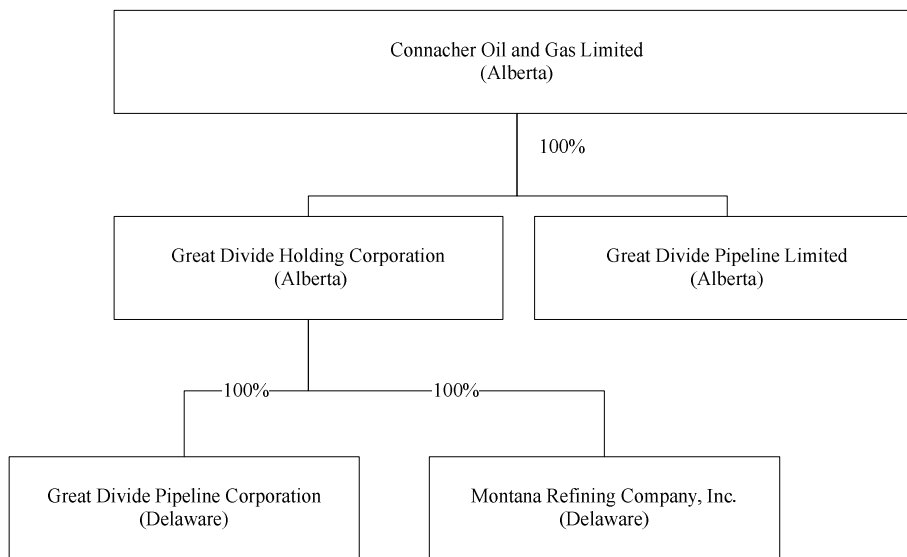 Connacher Oil and Gas Limited
(Alberta)
100%
Great Divide Holding Corporation
(Alberta)
Great Divide Pipeline Limited
(Alberta)
100%
100%
Great Divide Pipeline Corporation
(Delaware)
Montana Refining Company, Inc.
(Delaware)